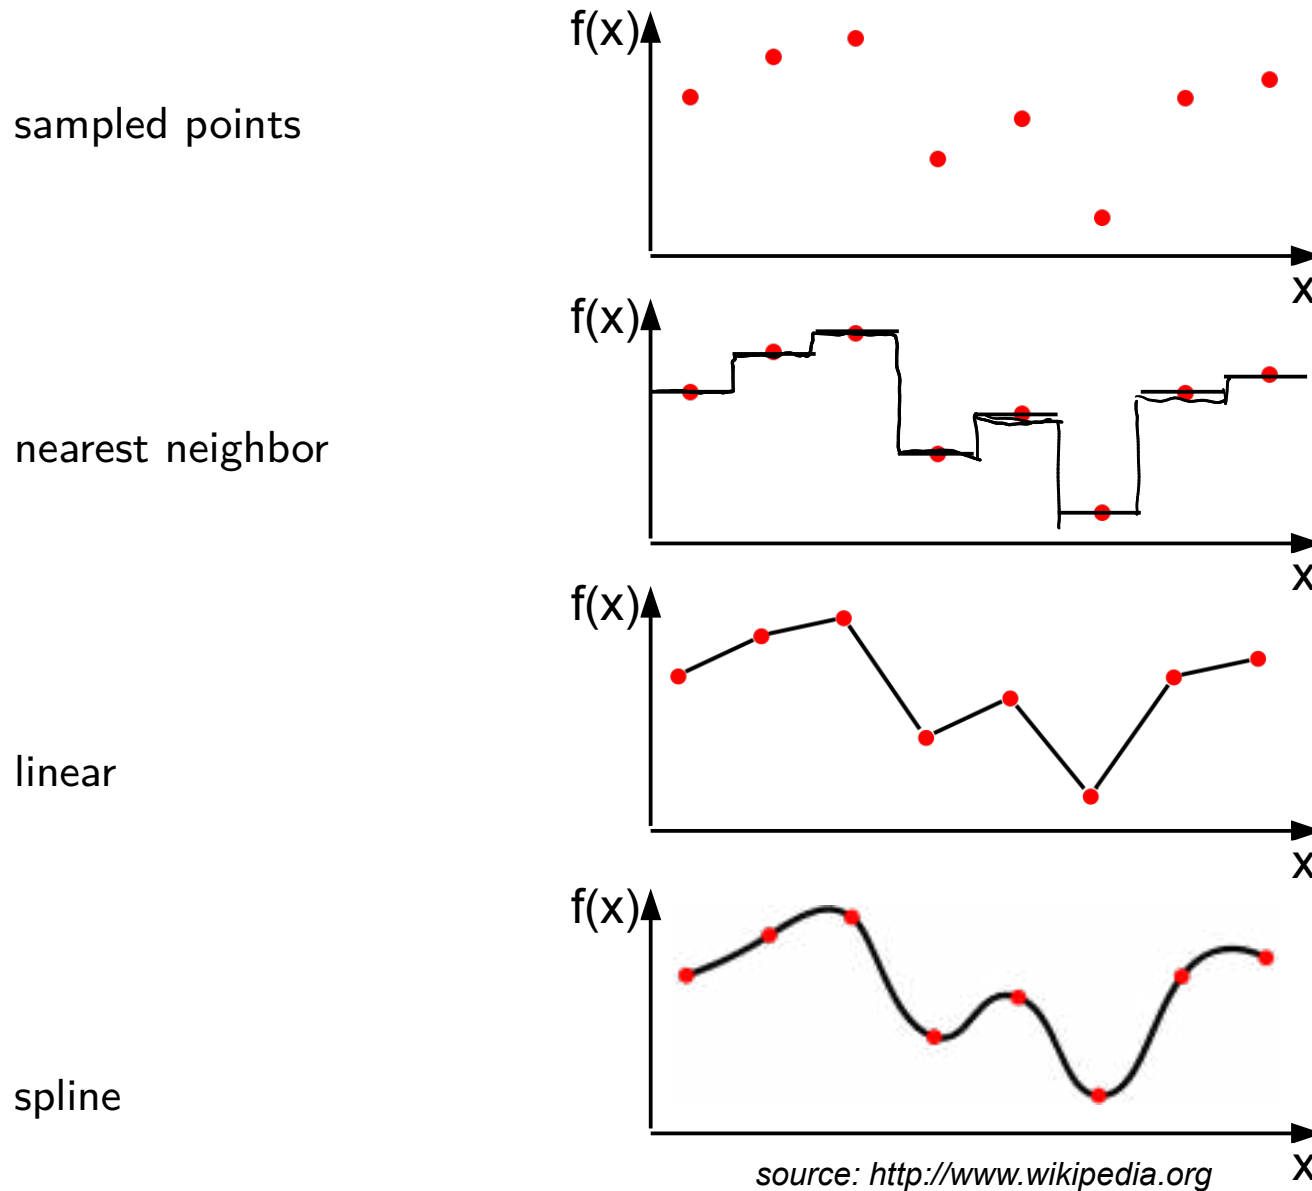 f(x)
sampled points
x
f(x)
nearest neighbor
x
f(x)
linear
x
f(x)
spline
x
source: http://www.wikipedia.org